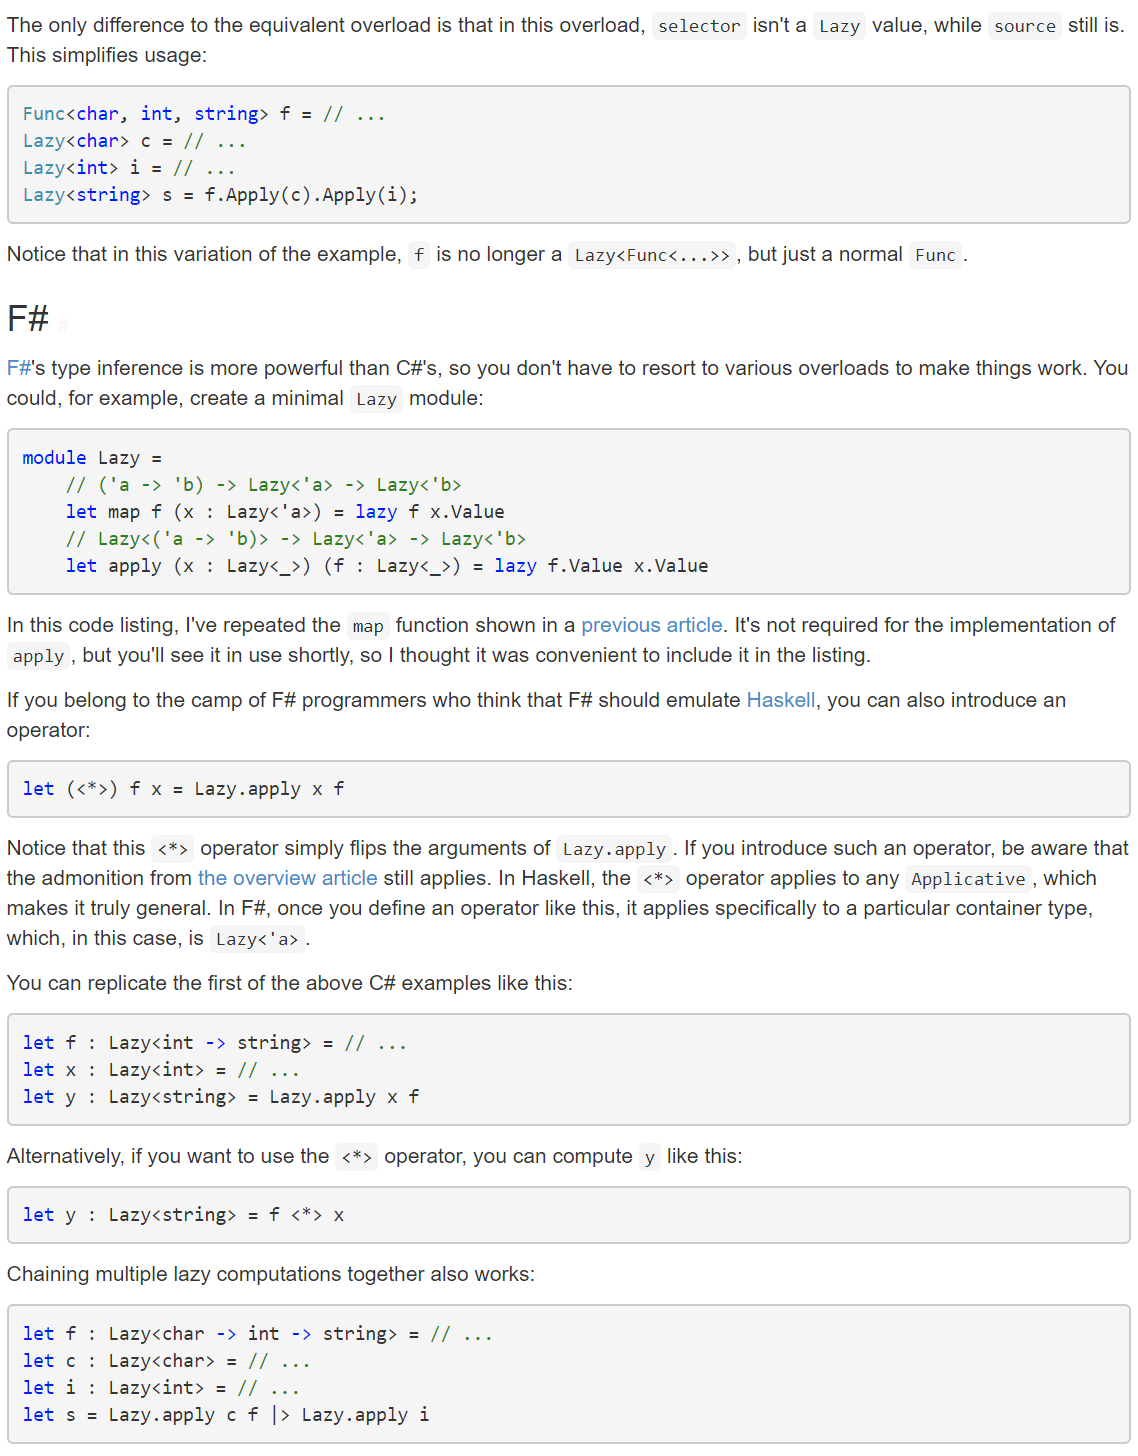 The only difference to the equivalent overload is that in this overload, selector isn't a Lazy value, while source still is.
This simplifies usage:
Func<char, int, string> f = // ...
Lazy<char> c = // ...
Lazy<int> i = // ...
Lazy<string> s = f.Apply(c).Apply(i);
Notice that in this variation of the example, f is no longer a Lazy<Func<...>>, but just a normal Func.
F# #
F#'s type inference is more powerful than C#'s, so you don't have to resort to various overloads to make things work. You
could, for example, create a minimal Lazy module:
module Lazy =
    // ('a -> 'b) -> Lazy<'a> -> Lazy<'b>
    let map f (x : Lazy<'a>) = lazy f x.Value
    // Lazy<('a -> 'b)> -> Lazy<'a> -> Lazy<'b>
    let apply (x : Lazy<_>) (f : Lazy<_>) = lazy f.Value x.Value
In this code listing, I've repeated the map function shown in a previous article. It's not required for the implementation of
apply, but you'll see it in use shortly, so I thought it was convenient to include it in the listing.
If you belong to the camp of F# programmers who think that F# should emulate Haskell, you can also introduce an
operator:
let (<*>) f x = Lazy.apply x f
Notice that this <*> operator simply flips the arguments of Lazy.apply. If you introduce such an operator, be aware that
the admonition from the overview article still applies. In Haskell, the <*> operator applies to any Applicative, which
makes it truly general. In F#, once you define an operator like this, it applies specifically to a particular container type,
which, in this case, is Lazy<'a>.
You can replicate the first of the above C# examples like this:
let f : Lazy<int -> string> = // ...
let x : Lazy<int> = // ...
let y : Lazy<string> = Lazy.apply x f
Alternatively, if you want to use the <*> operator, you can compute y like this:
let y : Lazy<string> = f <*> x
Chaining multiple lazy computations together also works:
let f : Lazy<char -> int -> string> = // ...
let c : Lazy<char> = // ...
let i : Lazy<int> = // ...
let s = Lazy.apply c f |> Lazy.apply i